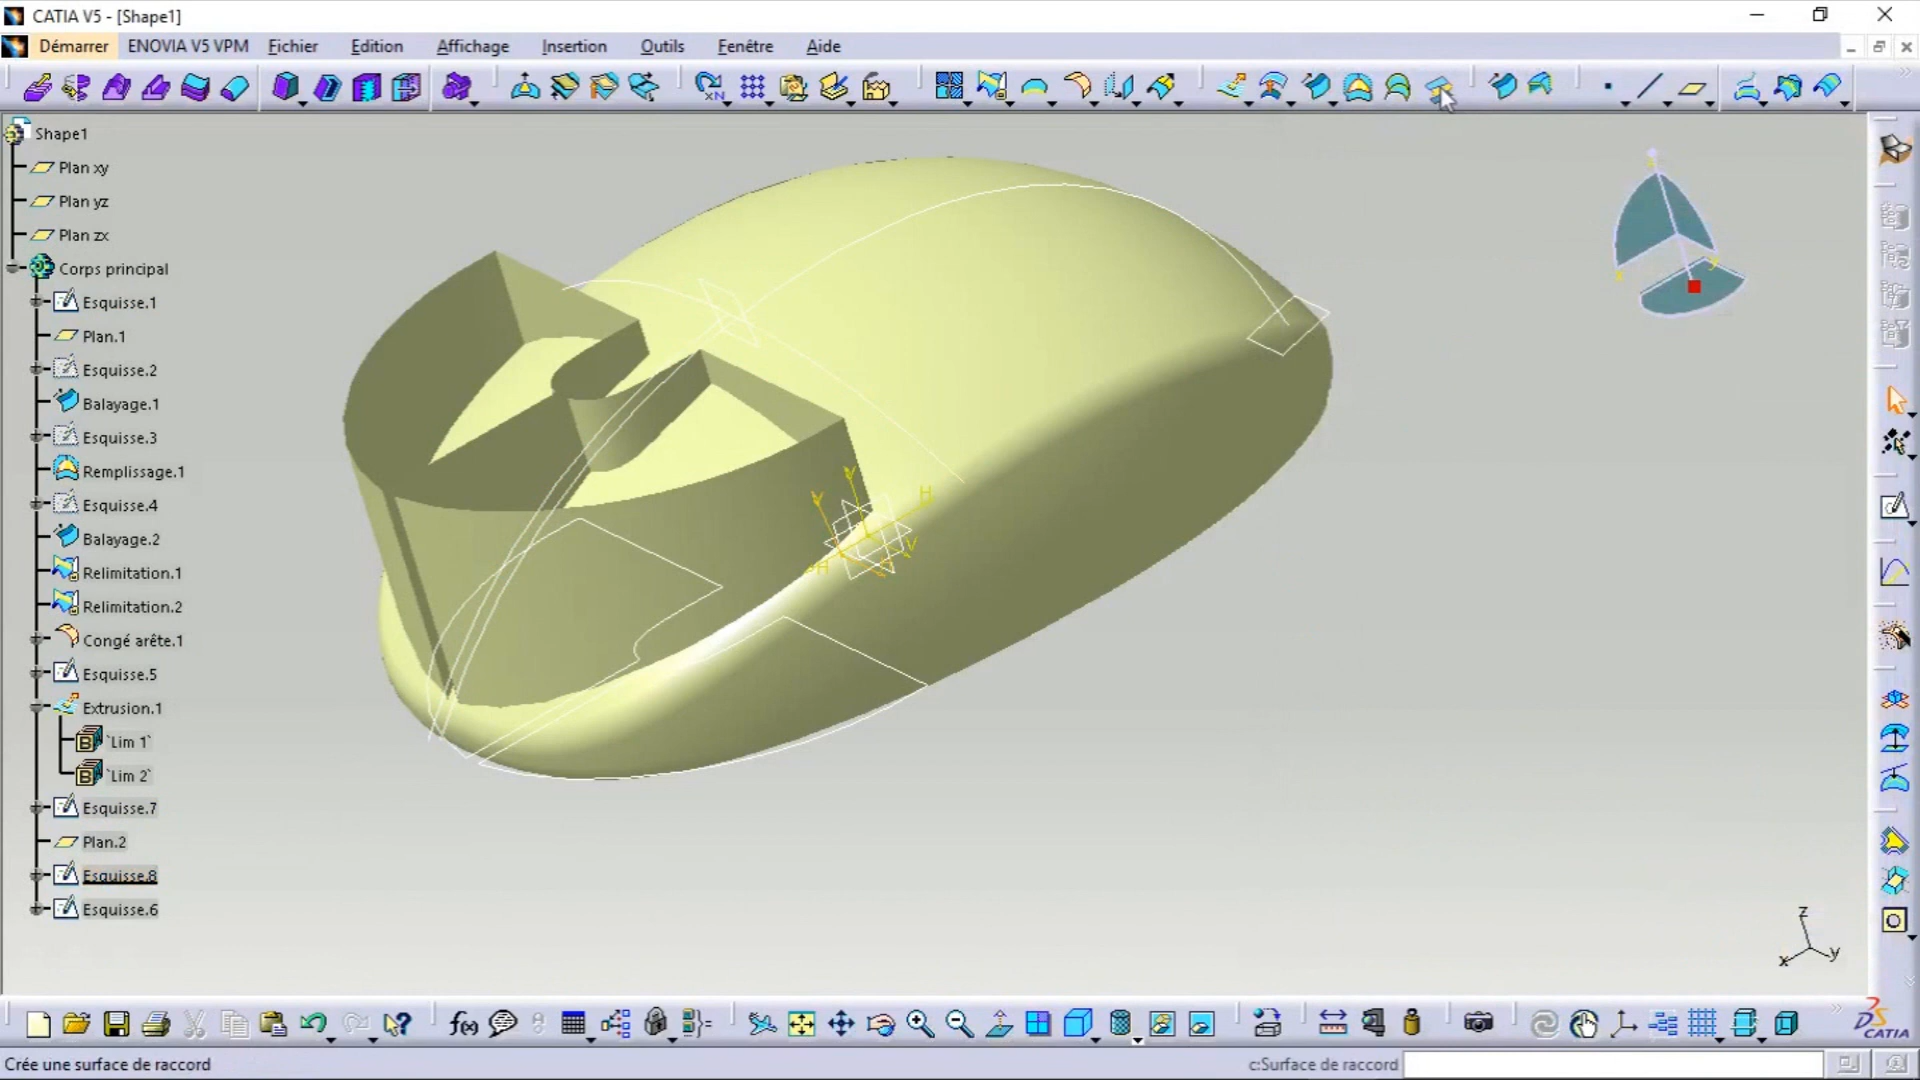 CATIA V5 - [Shape1]
Démarrer ENOVIA V5 VPM Fichier Edition Affichage Insertion Outils Fenêtre Aide
Shape1
Plan xy
Plan yz
Plan zx
Corps principal
Esquisse.1
Plan.1
Esquisse.2
Balayage.1
Esquisse.3
Remplissage.1
Esquisse.4
Balayage.2
Relimitation.1
Relimitation.2
Congé arête.1
Esquisse.5
Extrusion.1
`Lim 1`
`Lim 2`
Esquisse.7
Plan.2
Esquisse.8
Esquisse.6
V
V
H
V
H
z
x
y
f(x)
DS
CATIA
Crée une surface de raccord
c:Surface de raccord